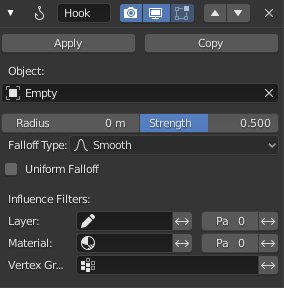 Hook
Apply Copy
Object:
Empty
Radius 0 m Strength 0.500
Falloff Type: Smooth
Uniform Falloff
Influence Filters:
Layer: Pa 0
Material: Pa 0
Vertex Gr...